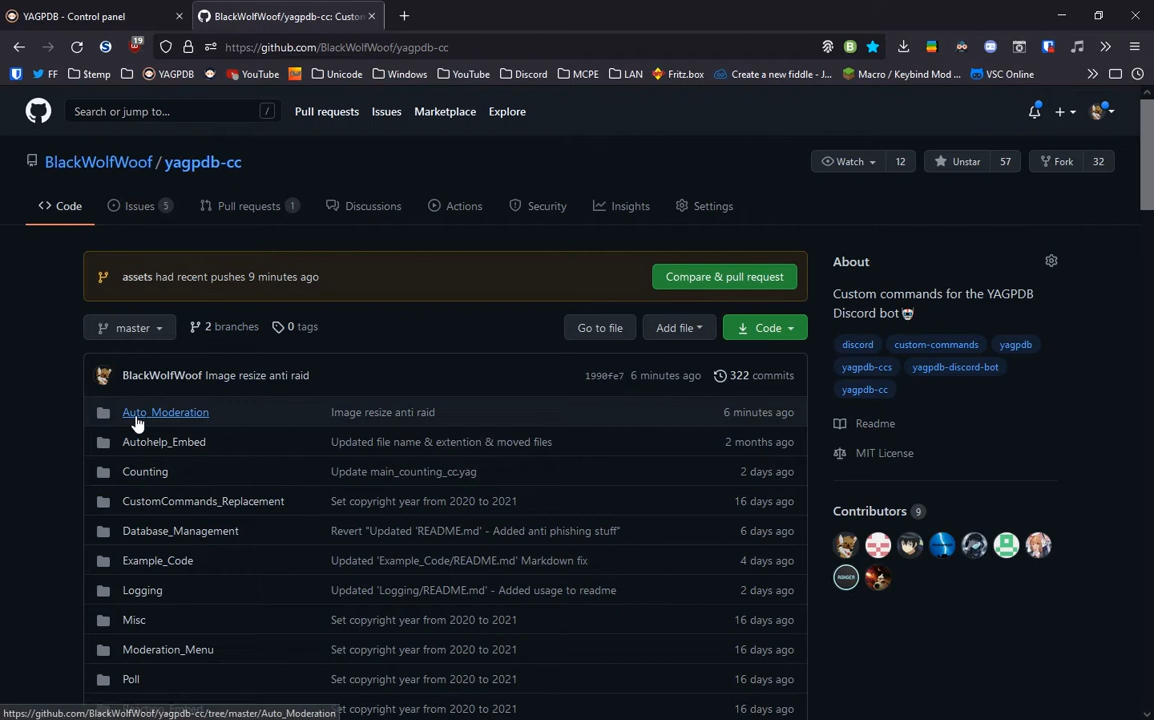 YAGPDB - Control panel
BlackWolfWoof/yagpdb-cc: Custom
https://github.com/BlackWolfWoof/yagpdb-cc
19
FF
$temp
YAGPDB
YouTube
Unicode
Windows
YouTube
Discord
MCPE
LAN
Fritz.box
Create a new fiddle - J...
Macro / Keybind Mod ...
VSC Online
Search or jump to...
/
Pull requests
Issues
Marketplace
Explore
BlackWolfWoof / yagpdb-cc
Watch 12
Unstar 57
Fork 32
Code
Issues 5
Pull requests 1
Discussions
Actions
Security
Insights
Settings
assets had recent pushes 9 minutes ago
Compare & pull request
master
2 branches
0 tags
Go to file
Add file
Code
BlackWolfWoof Image resize anti raid
1990fe7 6 minutes ago
322 commits
Auto_Moderation Image resize anti raid 6 minutes ago
Autohelp_Embed Updated file name & extention & moved files 2 months ago
Counting Update main_counting_cc.yag 2 days ago
CustomCommands_Replacement Set copyright year from 2020 to 2021 16 days ago
Database_Management Revert "Updated 'README.md' - Added anti phishing stuff" 6 days ago
Example_Code Updated 'Example_Code/README.md' Markdown fix 4 days ago
Logging Updated 'Logging/README.md' - Added usage to readme 2 days ago
Misc Set copyright year from 2020 to 2021 16 days ago
Moderation_Menu Set copyright year from 2020 to 2021 16 days ago
Poll Set copyright year from 2020 to 2021 16 days ago
Set copyright year from 2020 to 2021 16 days ago
About
Custom commands for the YAGPDB
Discord bot
discord
custom-commands
yagpdb
yagpdb-ccs
yagpdb-discord-bot
yagpdb-cc
Readme
MIT License
Contributors 9
https://github.com/BlackWolfWoof/yagpdb-cc/tree/master/Auto_Moderation